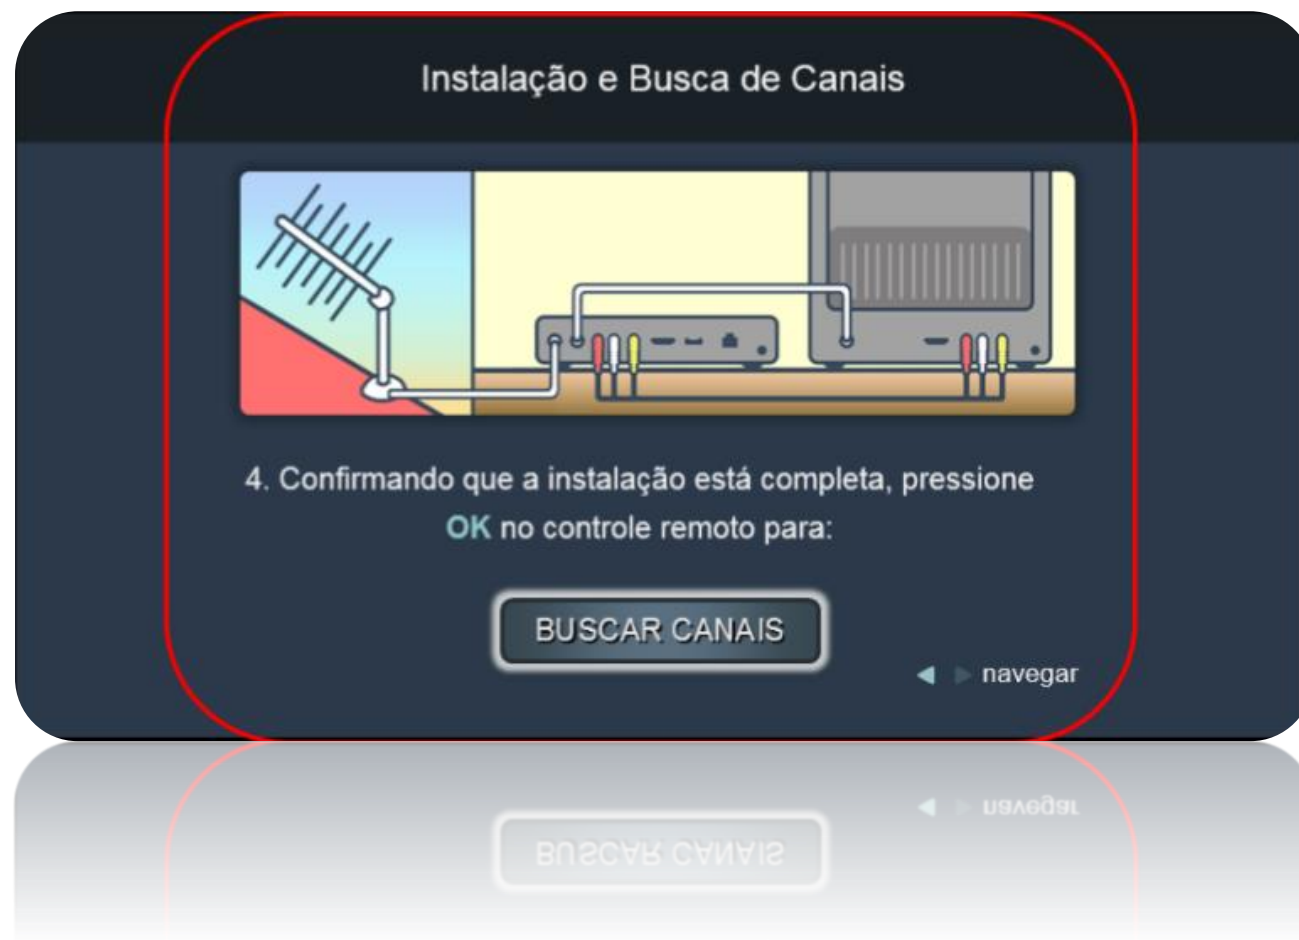 Instalação e Busca de Canais
4. Confirmando que a instalação está completa, pressione
OK no controle remoto para:
BUSCAR CANAIS
navegar